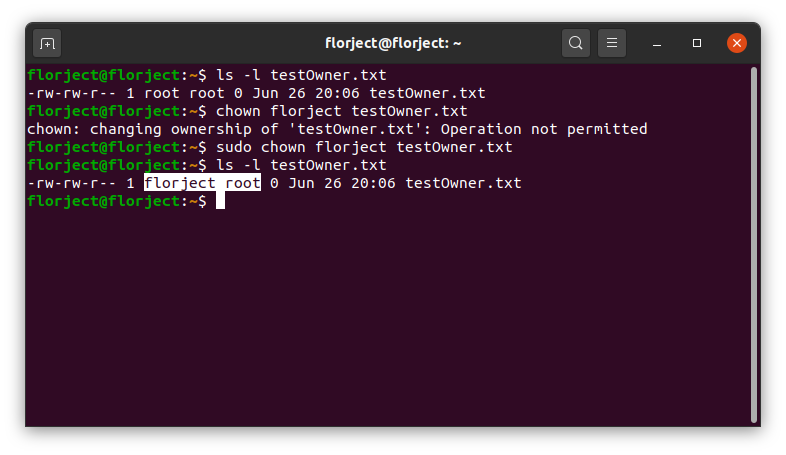 florject@florject: ~
florject@florject:~$ ls -l testOwner.txt
-rw-rw-r-- 1 root root 0 Jun 26 20:06 testOwner.txt
florject@florject:~$ chown florject testOwner.txt
chown: changing ownership of 'testOwner.txt': Operation not permitted
florject@florject:~$ sudo chown florject testOwner.txt
florject@florject:~$ ls -l testOwner.txt
-rw-rw-r-- 1 florject root 0 Jun 26 20:06 testOwner.txt
florject@florject:~$